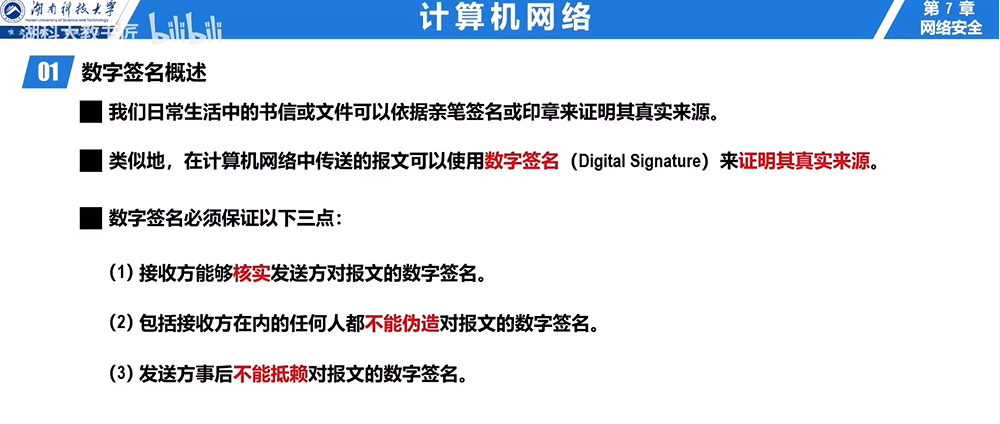 湖南科技大学
Hunan University of Science and Technology
湖科大教书匠 bilibili
计算机网络
第 7 章
网络安全
01 数字签名概述
我们日常生活中的书信或文件可以依据亲笔签名或印章来证明其真实来源。
类似地，在计算机网络中传送的报文可以使用数字签名（Digital Signature）来证明其真实来源。
数字签名必须保证以下三点：
（1）接收方能够核实发送方对报文的数字签名。
（2）包括接收方在内的任何人都不能伪造对报文的数字签名。
（3）发送方事后不能抵赖对报文的数字签名。